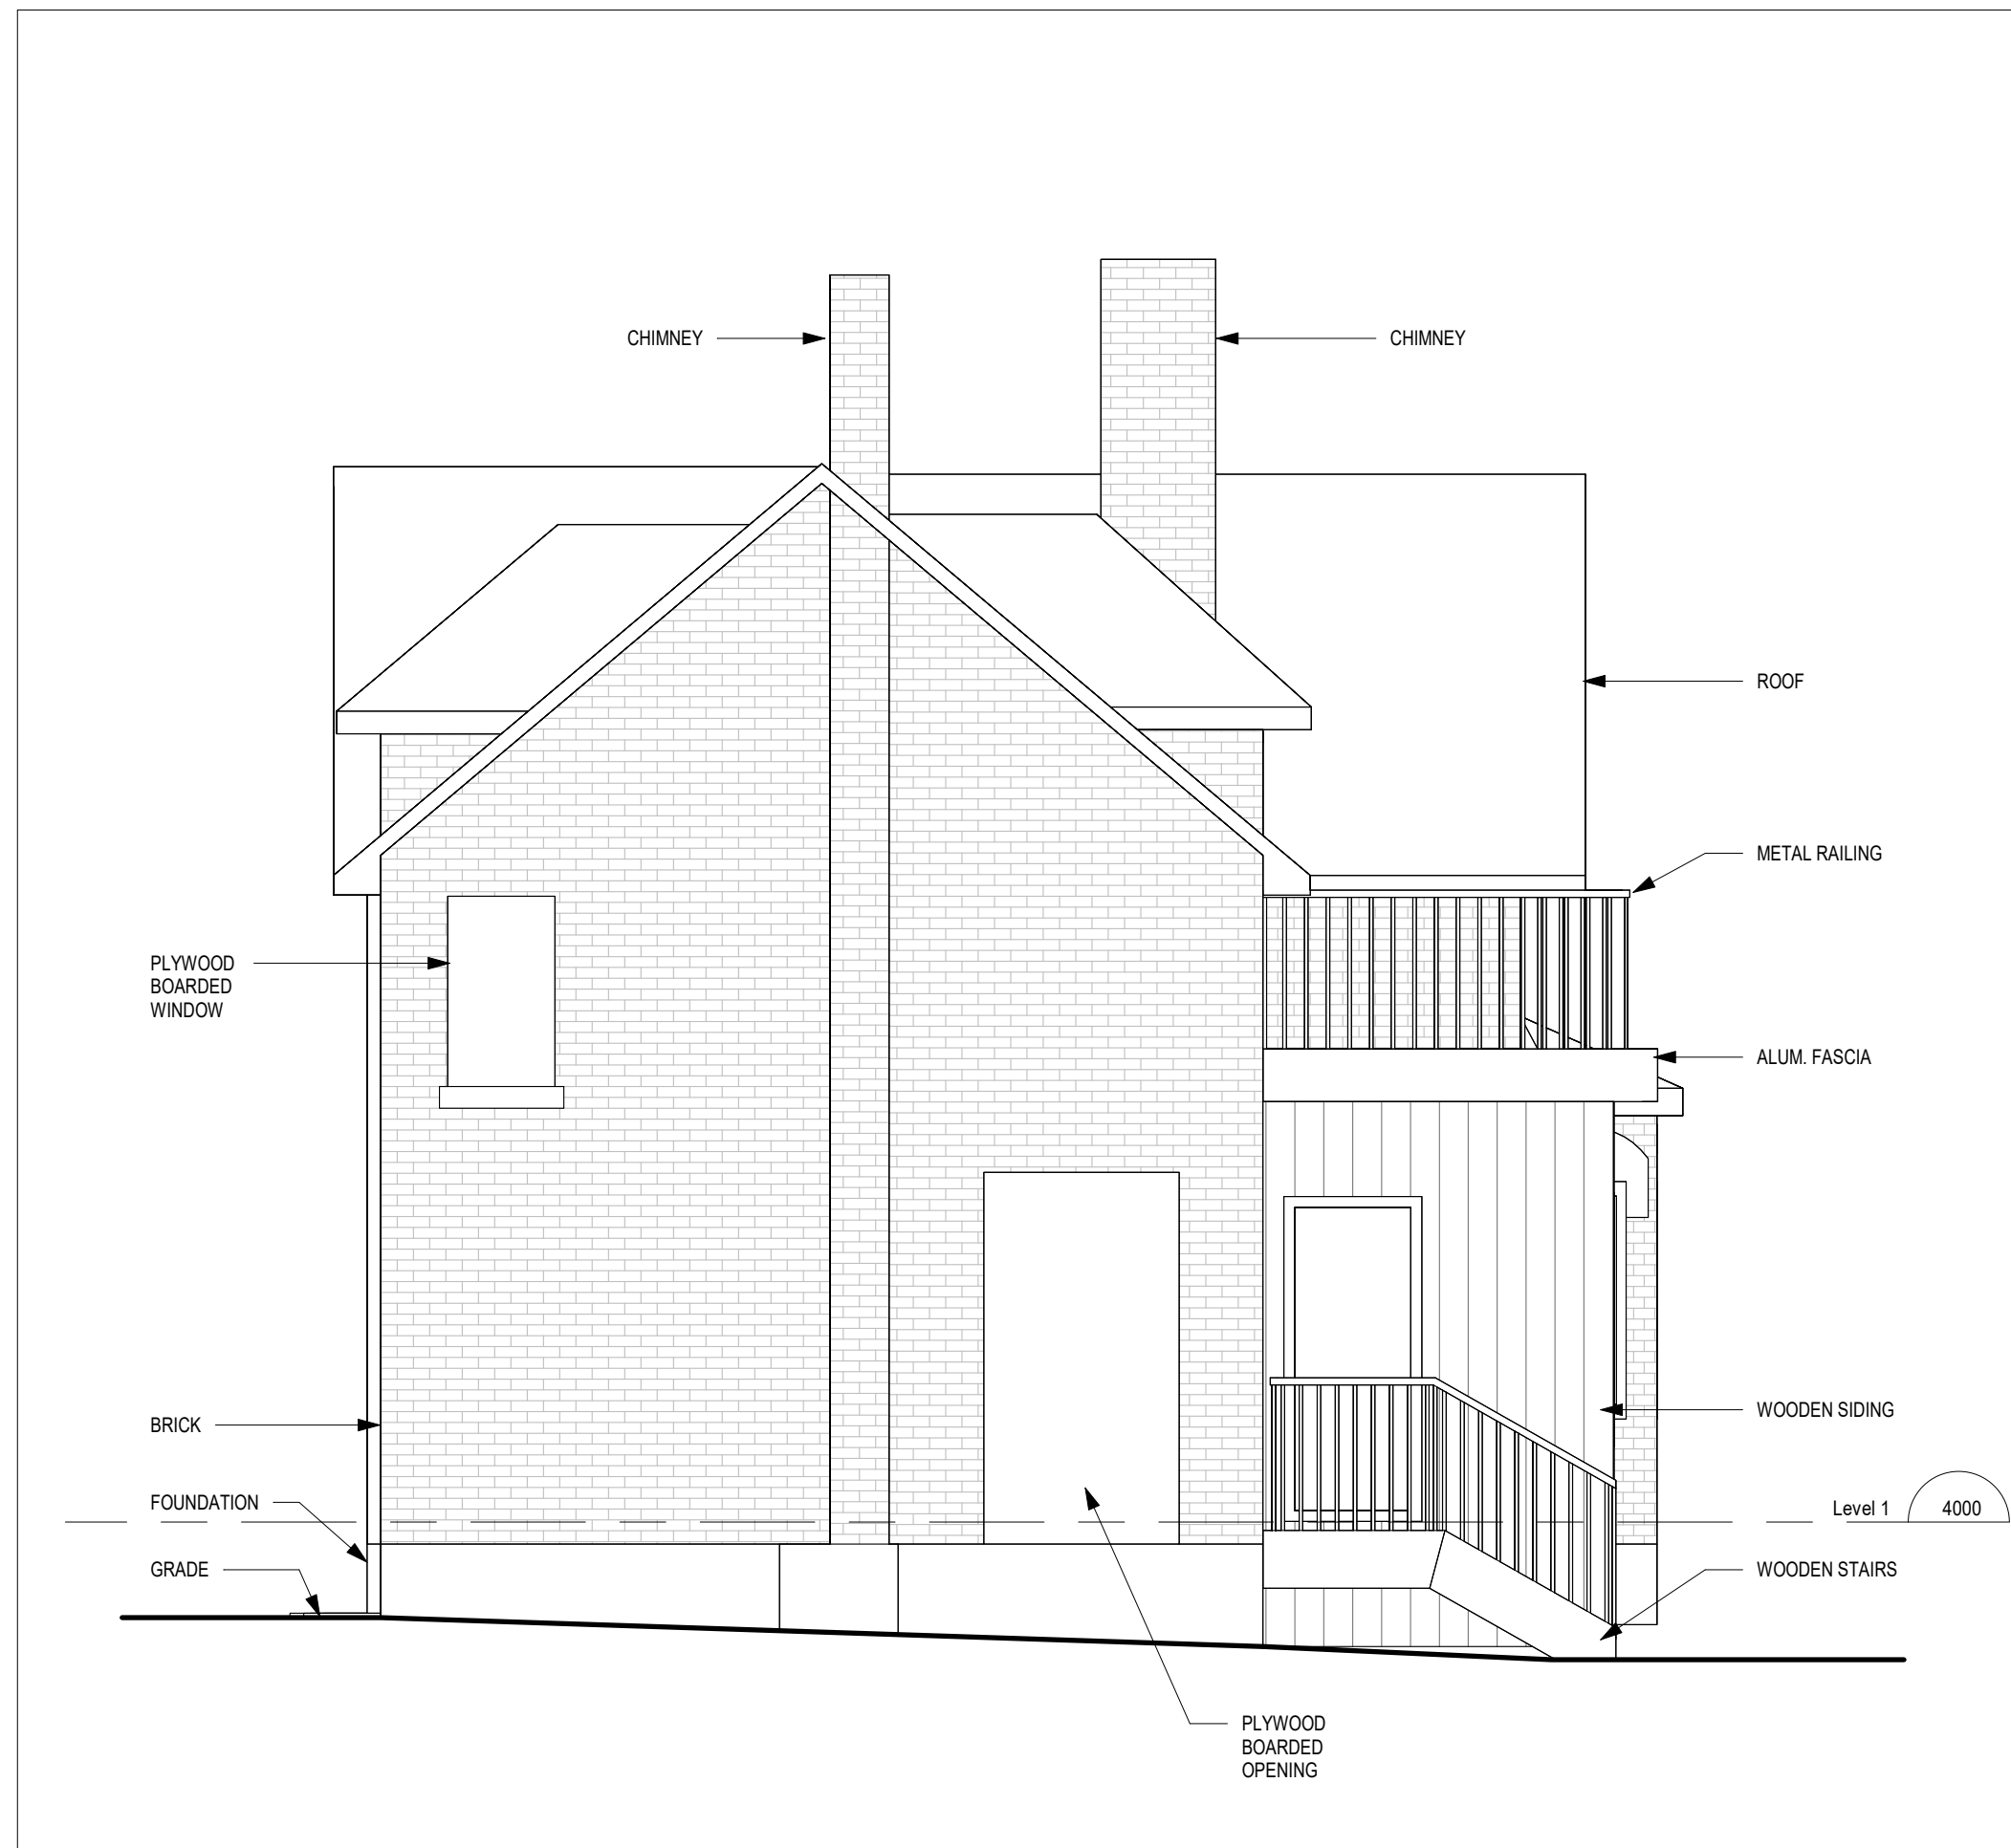 CHIMNEY
CHIMNEY
ROOF
METAL RAILING
PLYWOOD
BOARDED
WINDOW
ALUM. FASCIA
BRICK
WOODEN SIDING
FOUNDATION
Level 1
4000
GRADE
WOODEN STAIRS
PLYWOOD
BOARDED
OPENING